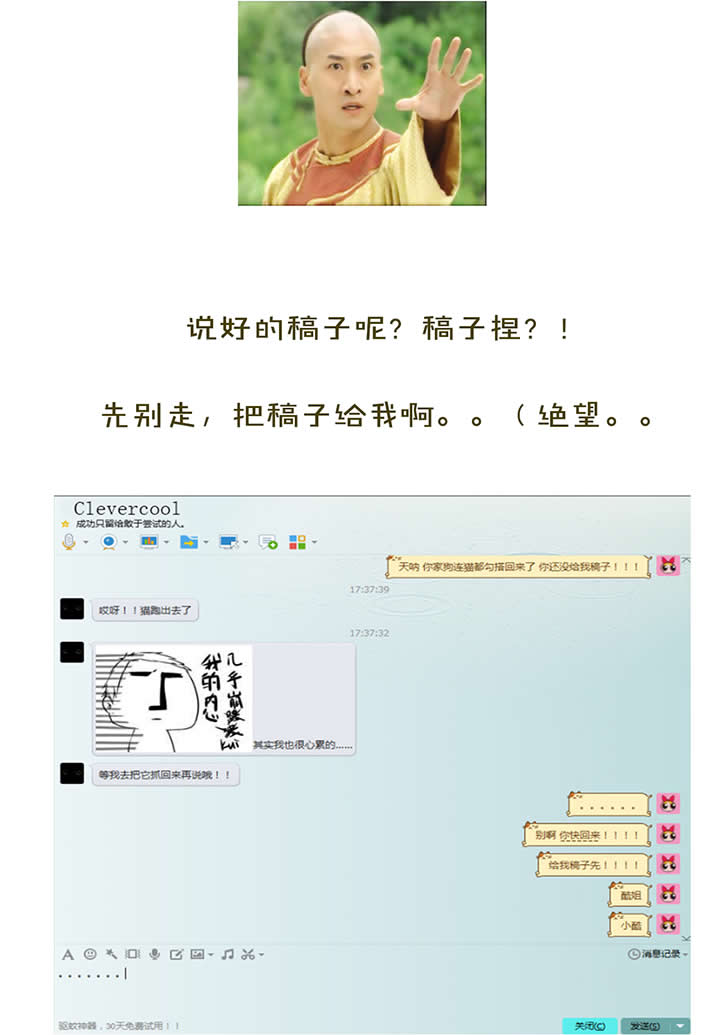 说好的稿子呢?稿子捏?!
先别走,把稿子给我啊。。(绝望。。
Clevercool
成功只留给敢于尝试的人。
天呐 你家狗连猫都勾搭回来了 你还没给我稿子!!!
17:37:39
哎呀!!猫跑出去了
17:37:32
我的内心
几乎崩溃
kui
其实我也很心累的......
等我去把它抓回来再说哦!!
......
别啊 你快回来!!!!
给我稿子先!!!!
酷姐
小酷
消息记录
.......
驱蚊神器,30天免费试用!!
关闭(C)
发送(S)